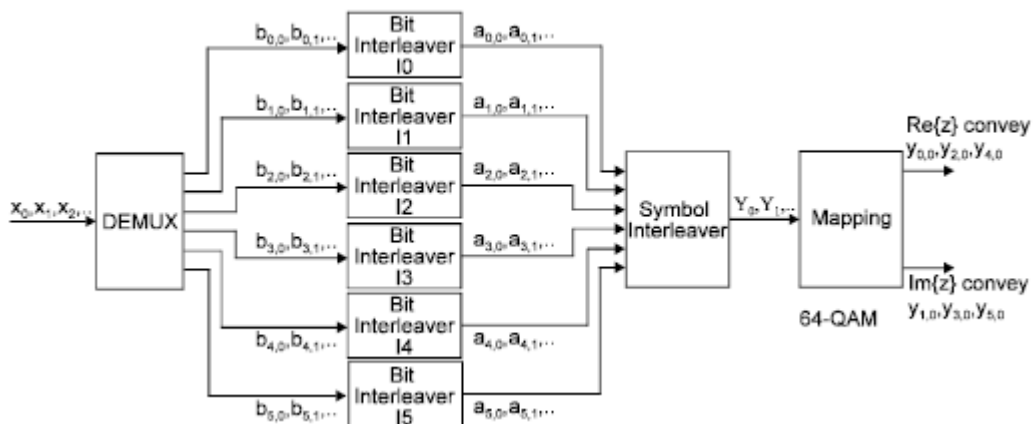 x₀,x₁,x₂,..
DEMUX
b₀,₀,b₀,₁,..
Bit
Interleaver
I0
a₀,₀,a₀,₁,..
b₁,₀,b₁,₁,..
Bit
Interleaver
I1
a₁,₀,a₁,₁,..
b₂,₀,b₂,₁,..
Bit
Interleaver
I2
a₂,₀,a₂,₁,..
b₃,₀,b₃,₁,..
Bit
Interleaver
I3
a₃,₀,a₃,₁,..
b₄,₀,b₄,₁,..
Bit
Interleaver
I4
a₄,₀,a₄,₁,..
b₅,₀,b₅,₁,..
Bit
Interleaver
I5
a₅,₀,a₅,₁,..
Symbol
Interleaver
Y₀,Y₁,..
Mapping
64-QAM
Re{z} convey
y₀,₀,y₂,₀,y₄,₀
Im{z} convey
y₁,₀,y₃,₀,y₅,₀